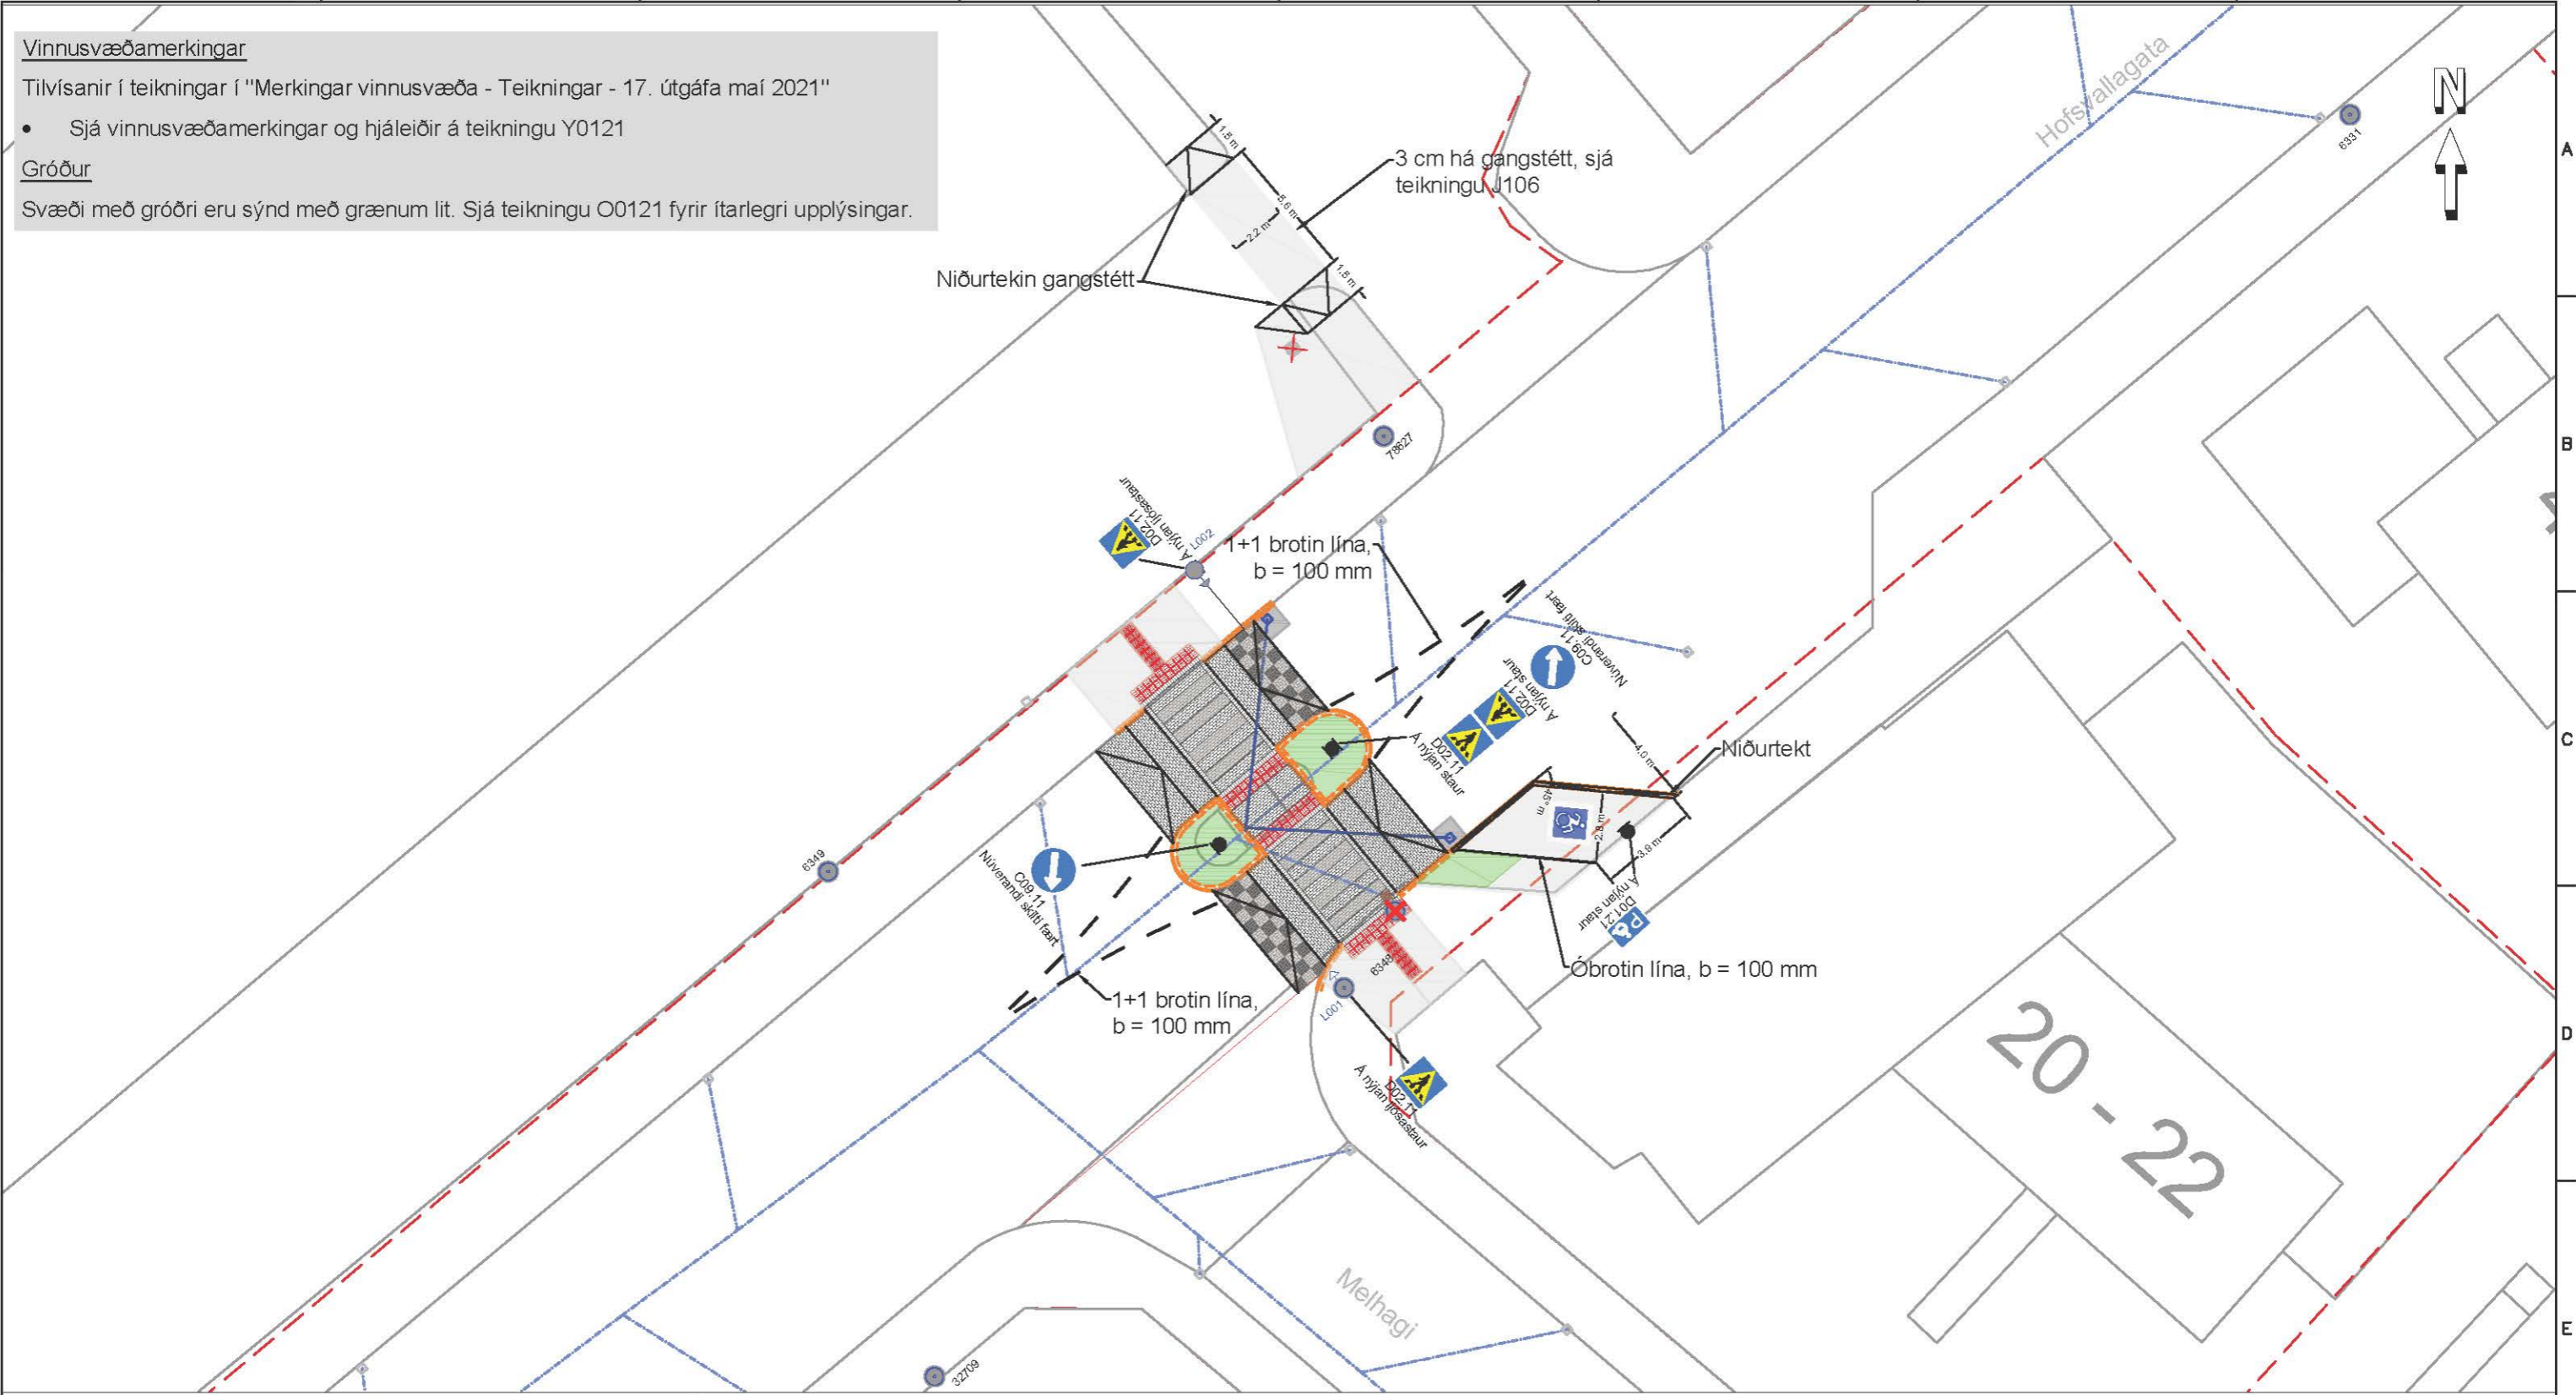 Vinnusvæðamerkingar
Tilvísanir í teikningar í "Merkingar vinnusvæða - Teikningar - 17. útgáfa maí 2021"
• Sjá vinnusvæðamerkingar og hjáleiðir á teikningu Y0121
Gróður
Svæði með gróðri eru sýnd með grænum lit. Sjá teikningu O0121 fyrir ítarlegri upplýsingar.
Hofsvallagata
N
6331
A
1.5 m
3 cm há gangstétt, sjá
teikningu J106
5.6 m
2.2 m
Niðurtekin gangstétt
1.5 m
B
78627
Á nýjan ljósastaur
D02.11
L002
1+1 brotin lína,
b = 100 mm
Núverandi skilti fært
C09.11
Á nýjan staur
D02.11
D02.11
Á nýjan staur
4.0 m
Niðurtekt
C
45° m
2.8 m
3.9 m
6349
C09.11
Núverandi skilti fært
Á nýjan staur
D01.21
P
Óbrotin lína, b = 100 mm
6348
L001
1+1 brotin lína,
b = 100 mm
D
D02.11
Á nýjan ljósastaur
20 - 22
Melhagi
E
32709